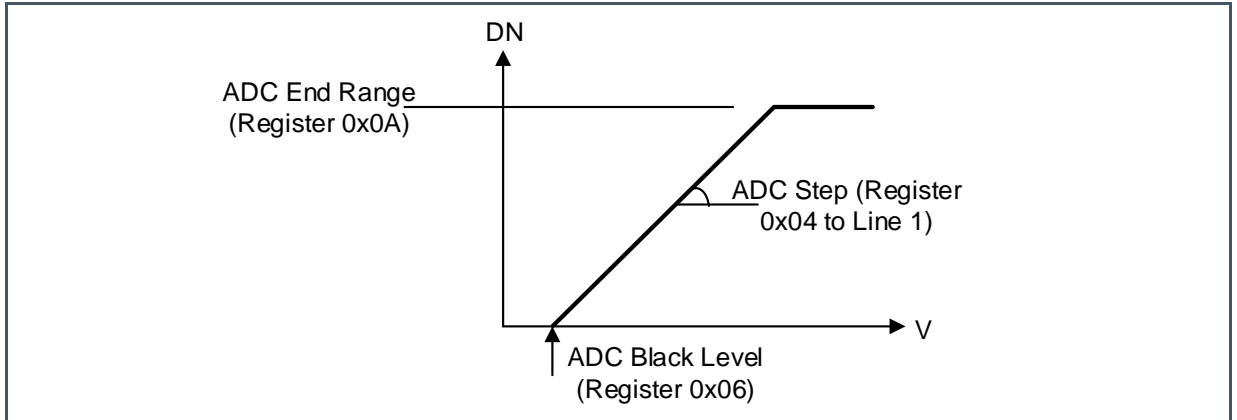 DN
ADC End Range
(Register 0x0A)
ADC Step (Register
0x04 to Line 1)
V
ADC Black Level
(Register 0x06)